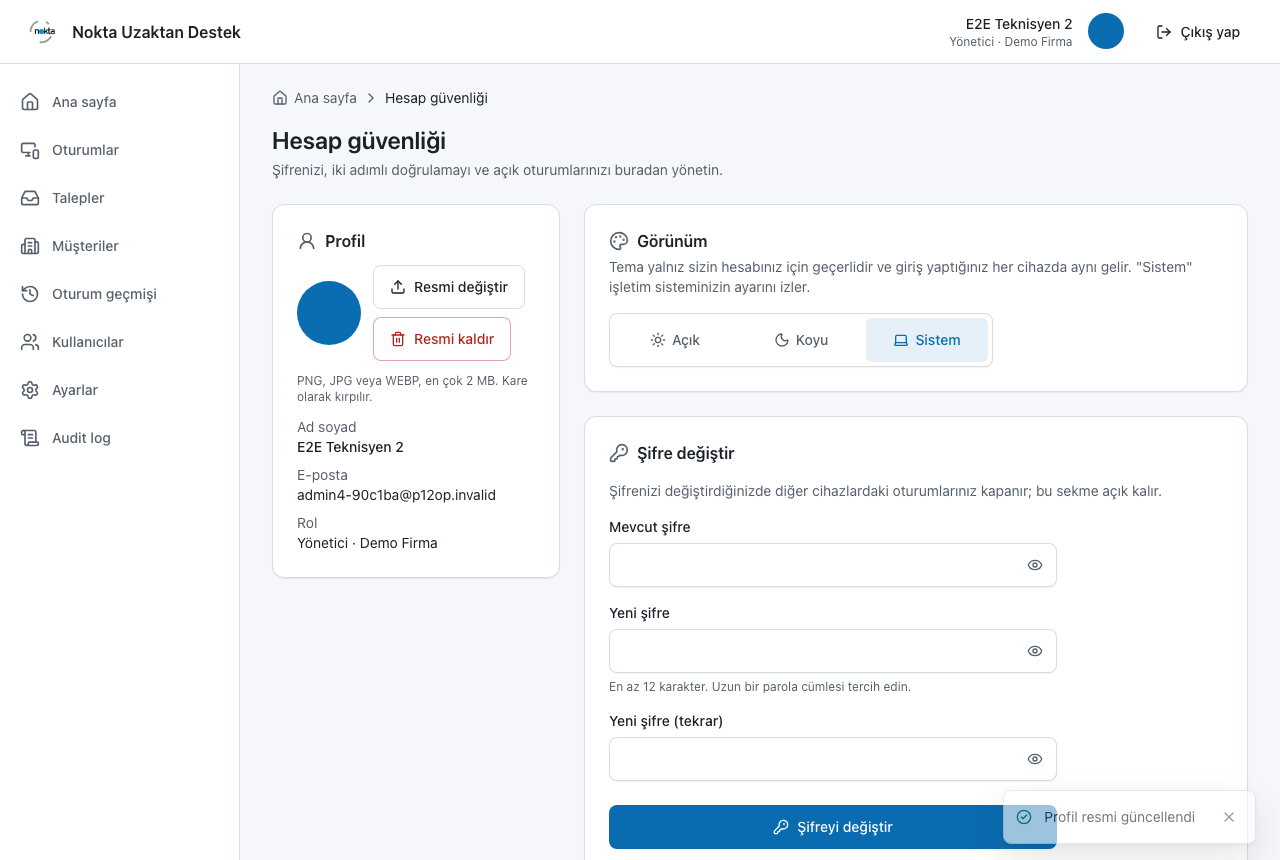 nokta
Nokta Uzaktan Destek
E2E Teknisyen 2
Yönetici · Demo Firma
Çıkış yap
Ana sayfa
Oturumlar
Talepler
Müşteriler
Oturum geçmişi
Kullanıcılar
Ayarlar
Audit log
Ana sayfa
Hesap güvenliği
Hesap güvenliği
Şifrenizi, iki adımlı doğrulamayı ve açık oturumlarınızı buradan yönetin.
Profil
Resmi değiştir
Resmi kaldır
PNG, JPG veya WEBP, en çok 2 MB. Kare
olarak kırpılır.
Ad soyad
E2E Teknisyen 2
E-posta
admin4-90c1ba@p12op.invalid
Rol
Yönetici · Demo Firma
Görünüm
Tema yalnız sizin hesabınız için geçerlidir ve giriş yaptığınız her cihazda aynı gelir. "Sistem"
işletim sisteminizin ayarını izler.
Açık
Koyu
Sistem
Şifre değiştir
Şifrenizi değiştirdiğinizde diğer cihazlardaki oturumlarınız kapanır; bu sekme açık kalır.
Mevcut şifre
Yeni şifre
En az 12 karakter. Uzun bir parola cümlesi tercih edin.
Yeni şifre (tekrar)
Şifreyi değiştir
Profil resmi güncellendi